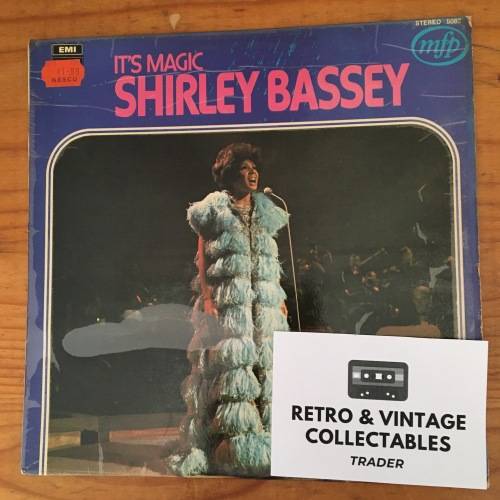 STEREO
EMI
IT'S MAGIC
mfp
SHIRLEY BASSEY
RETRO & VINTAGE
COLLECTABLES
TRADER